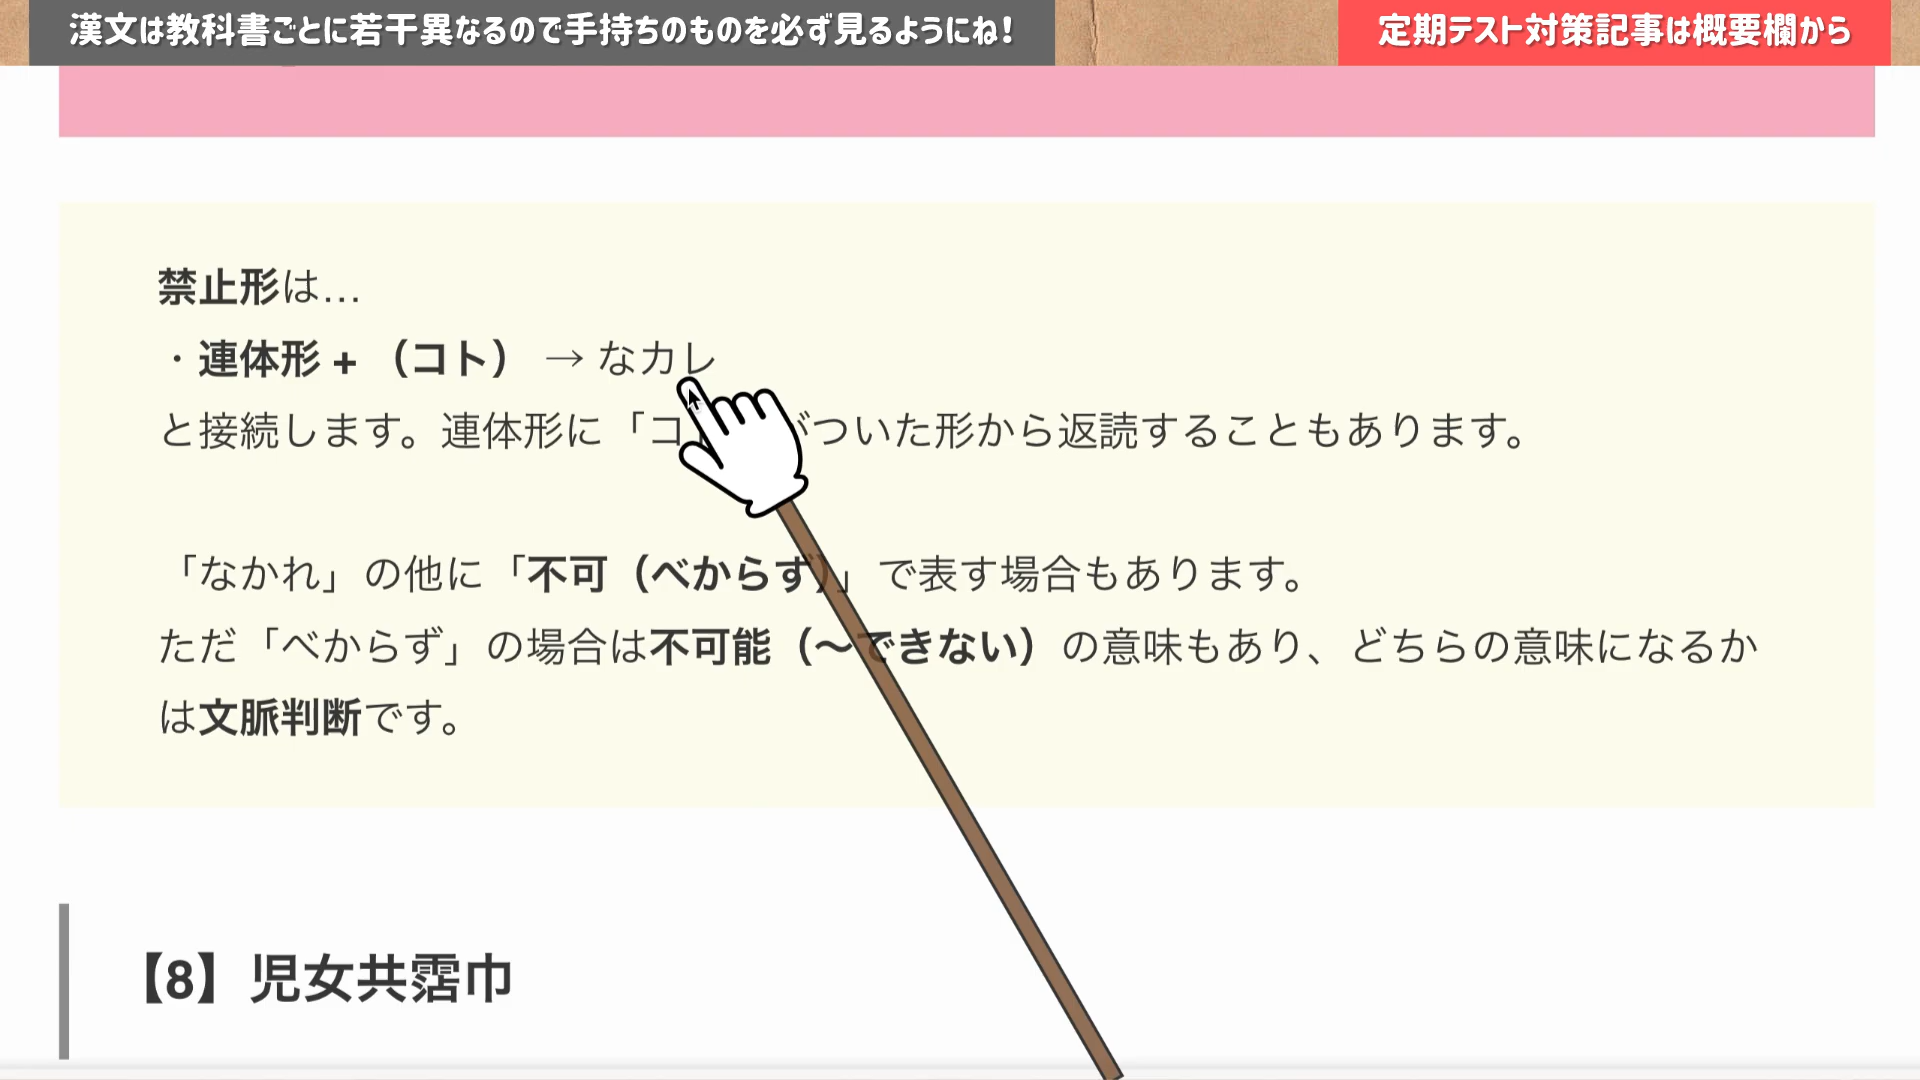 漢文は教科書ごとに若干異なるので手持ちのものを必ず見るようにね!
定期テスト対策記事は概要欄から
禁止形は…
・連体形 + （コト） → なカレ
と接続します。連体形に「コ がついた形から返読することもあります。
「なかれ」の他に「不可（べからず）」で表す場合もあります。
ただ「べからず」の場合は不可能（〜できない）の意味もあり、どちらの意味になるか
は文脈判断です。
【8】児女共霑巾